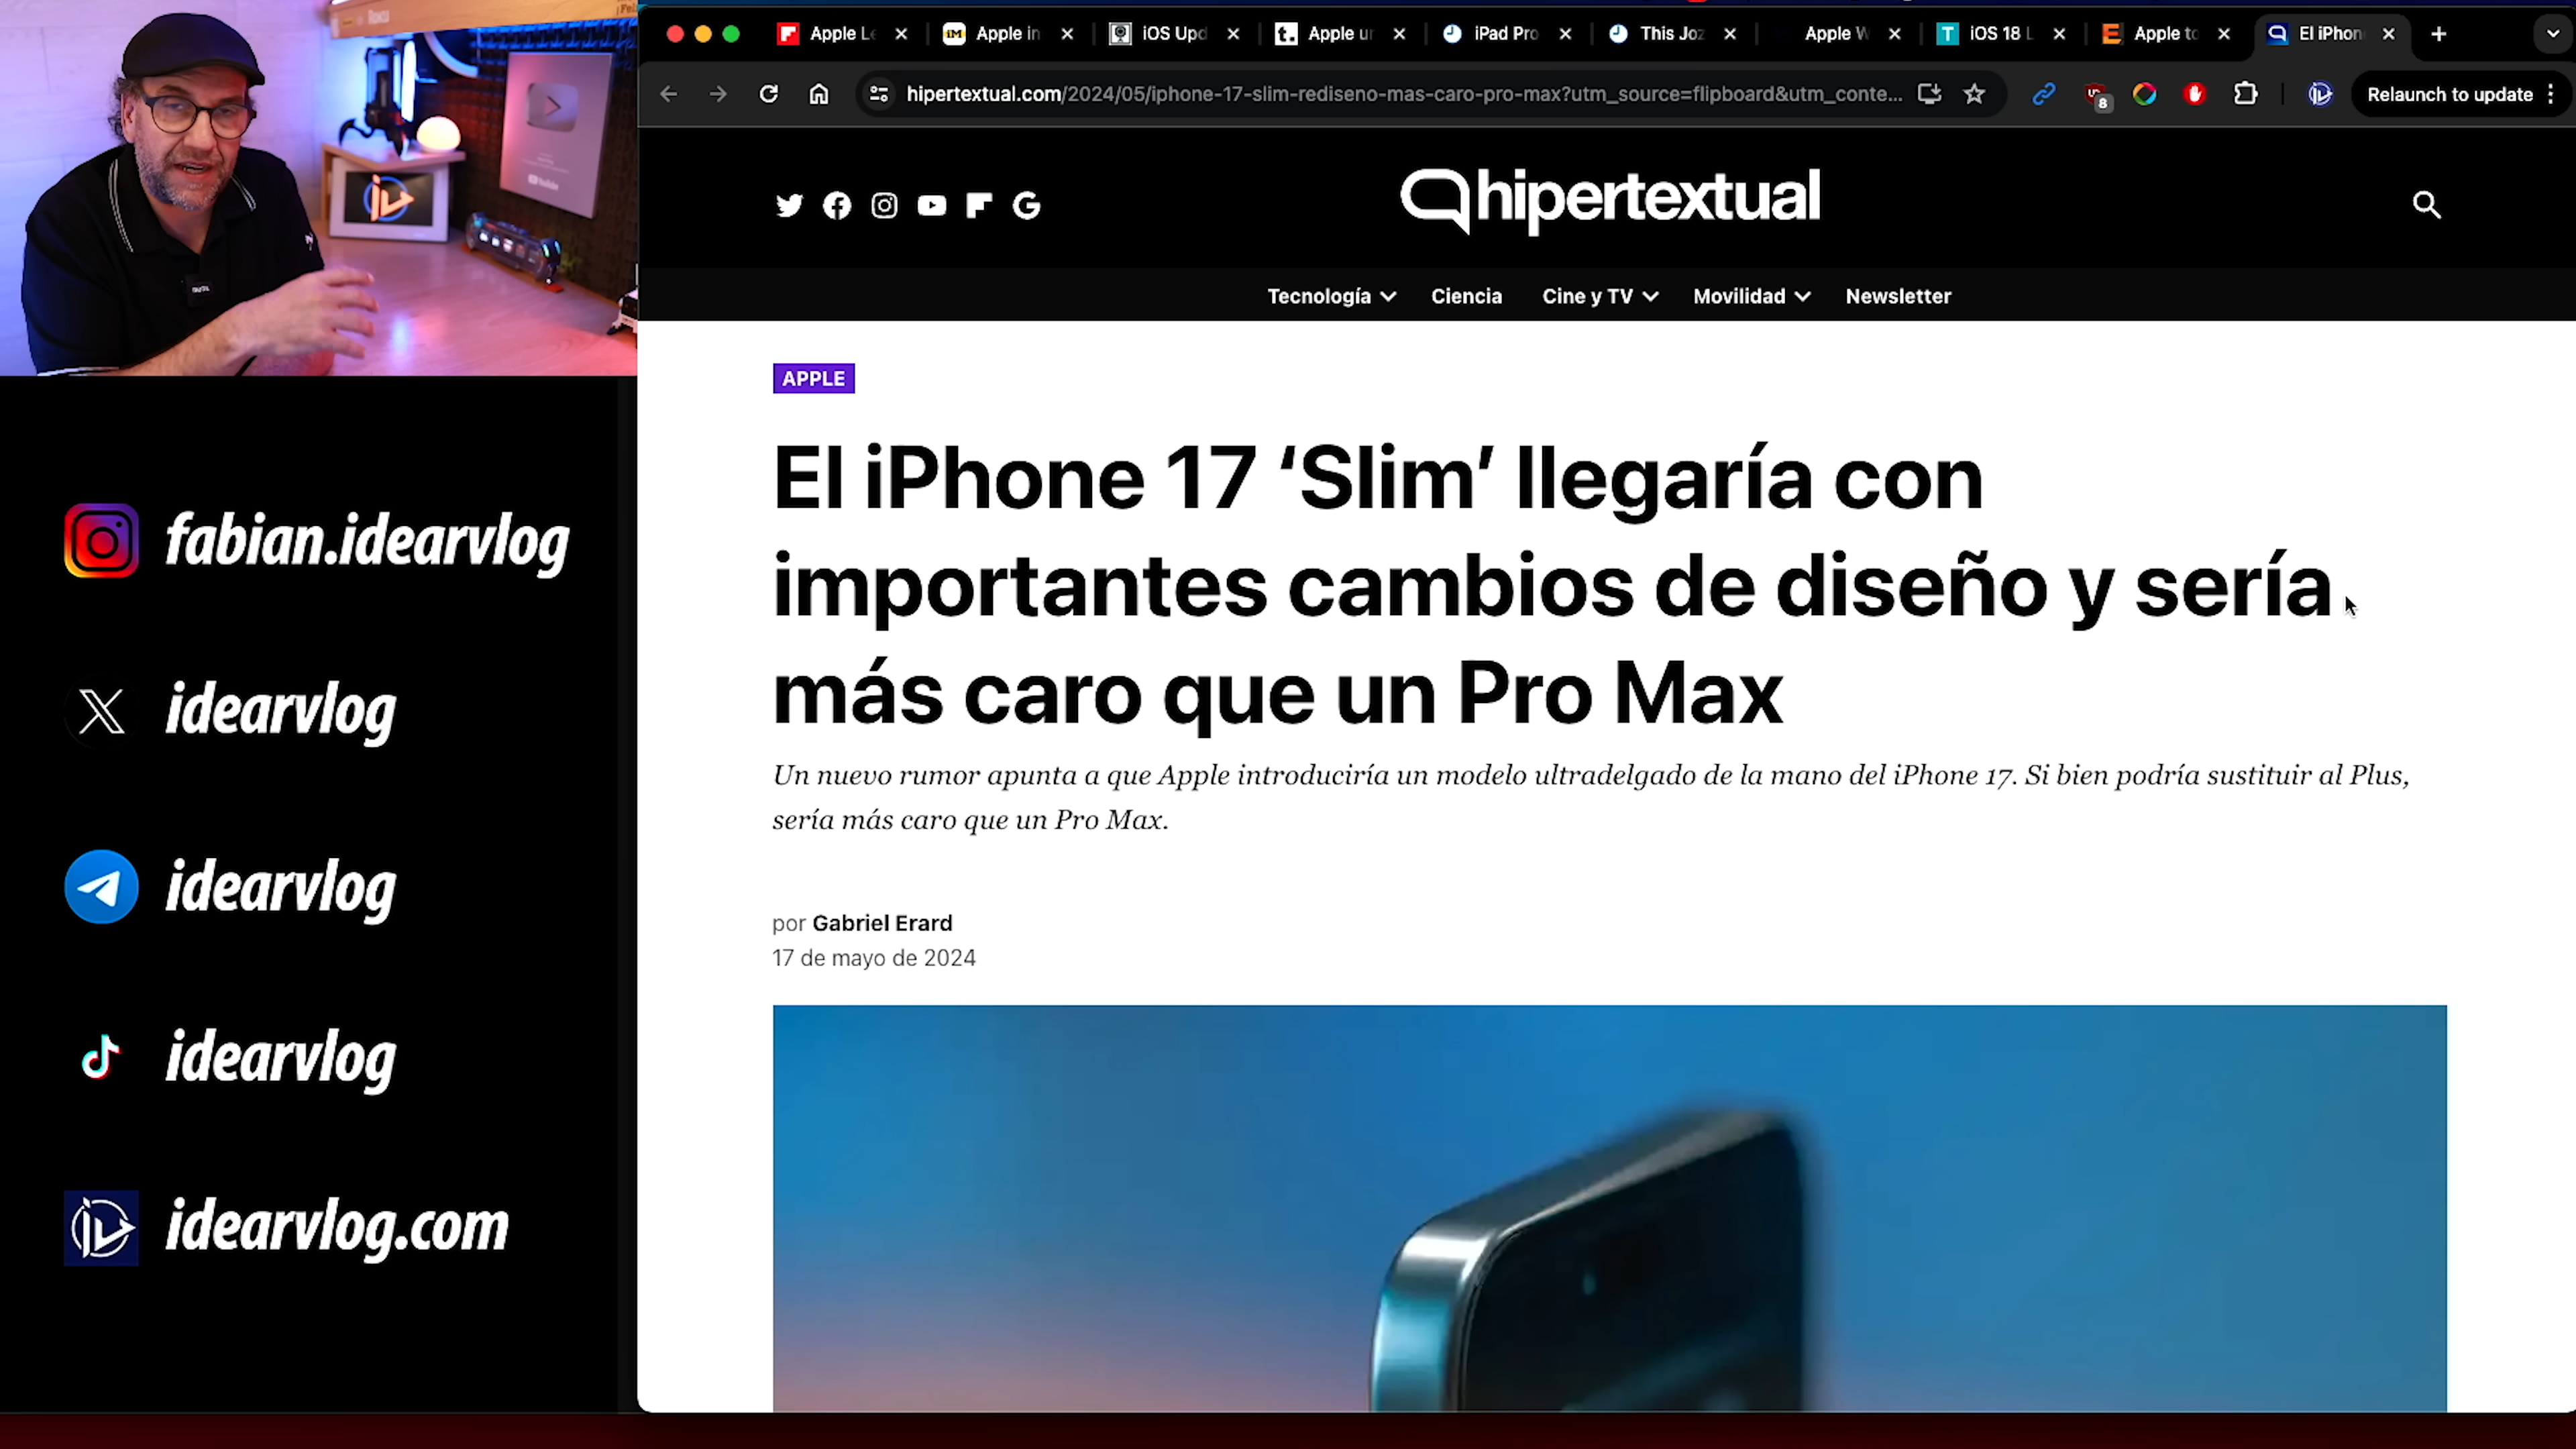 Apple Le
Apple in
iOS Upd
Apple ur
iPad Pro
This Joz
Apple W
iOS 18 L
Apple to
El iPhon
hipertextual.com/2024/05/iphone-17-slim-rediseno-mas-caro-pro-max?utm_source=flipboard&utm_conte...
8
Relaunch to update
hipertextual
Tecnología
Ciencia
Cine y TV
Movilidad
Newsletter
APPLE
El iPhone 17 ‘Slim’ llegaría con
importantes cambios de diseño y sería
más caro que un Pro Max
Un nuevo rumor apunta a que Apple introduciría un modelo ultradelgado de la mano del iPhone 17. Si bien podría sustituir al Plus,
sería más caro que un Pro Max.
por Gabriel Erard
17 de mayo de 2024
fabian.idearvlog
idearvlog
idearvlog
idearvlog
idearvlog.com